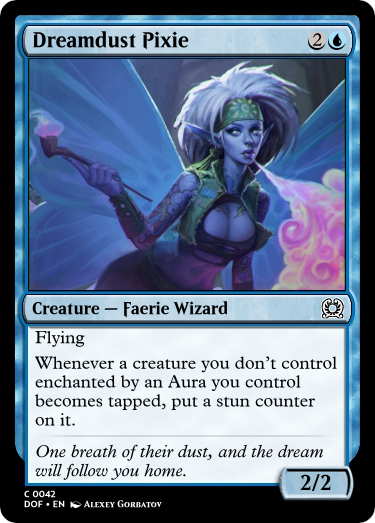 Dreamdust Pixie 2
Creature — Faerie Wizard
Flying
Whenever a creature you don't control
enchanted by an Aura you control
becomes tapped, put a stun counter
on it.
One breath of their dust, and the dream
will follow you home.
2/2
C 0042
DOF • EN Alexey Gorbatov